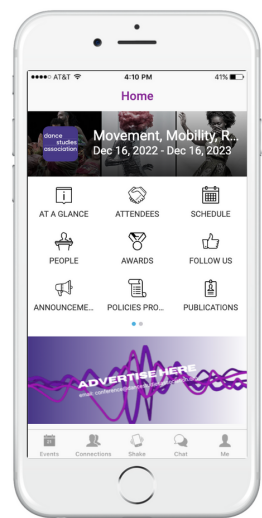 AT&T
4:10 PM
41%
Home
dance
studies
association
Movement, Mobility, R...
Dec 16, 2022 - Dec 16, 2023
AT A GLANCE
ATTENDEES
SCHEDULE
PEOPLE
AWARDS
FOLLOW US
ANNOUNCEME...
POLICIES PRO...
PUBLICATIONS
ADVERTISE HERE
email
Events
Connections
Shake
Chat
Me